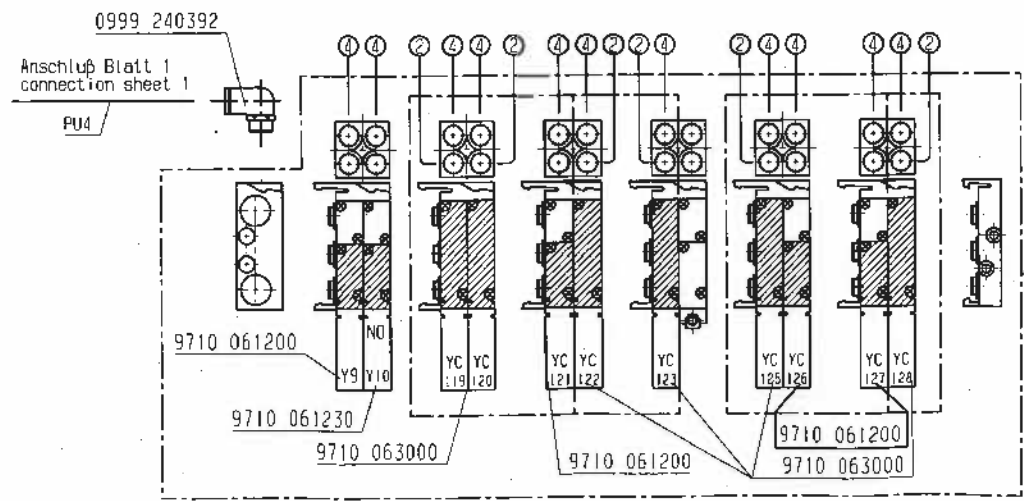 0999 240392
④ ④ ② ④ ④ ② ④ ④ ② ② ④ ② ④ ④ ④ ④ ②
Anschluß Blatt 1
connection sheet 1
PU4
NO
9710 061200
Y9 Y10
YC 119
YC 120
YC 121
YC 122
YC 123
YC 125
YC 126
YC 127
YC 128
9710 061230
9710 063000
9710 061200
9710 061200
9710 063000